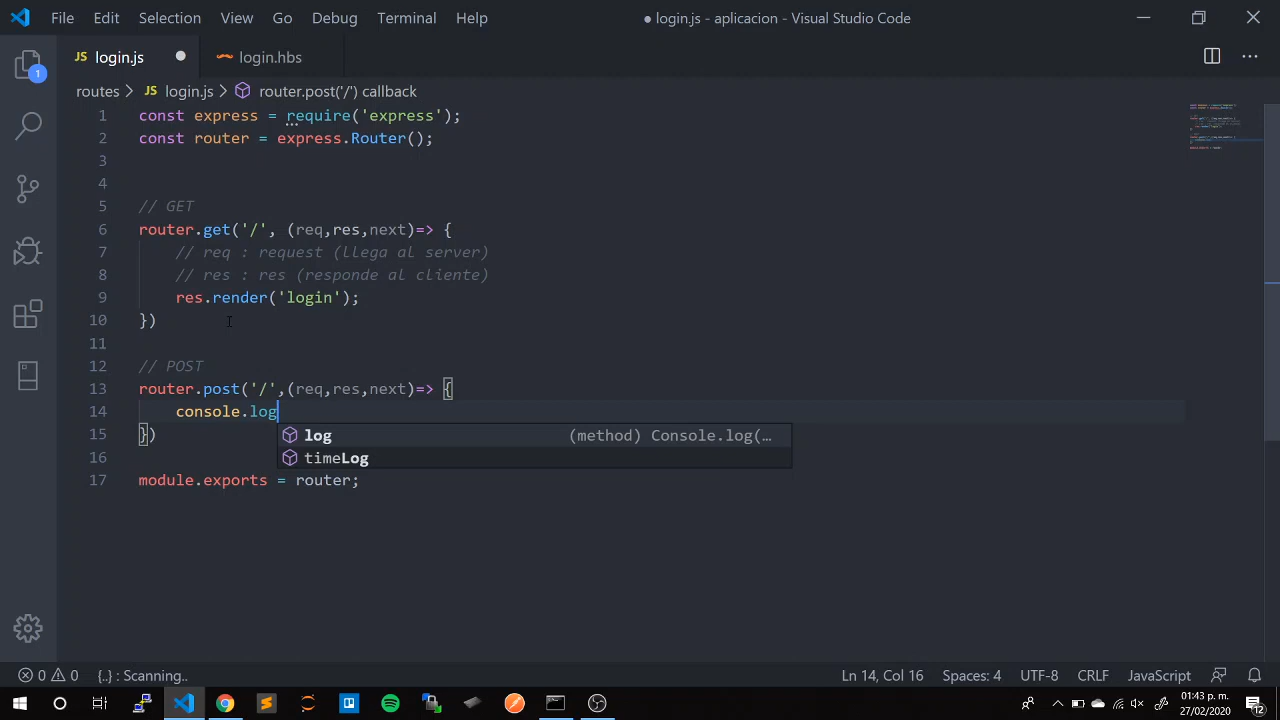 File Edit Selection View Go Debug Terminal Help
● login.js - aplicacion - Visual Studio Code
JS login.js
login.hbs
routes > JS login.js > router.post('/') callback
1 const express = require('express');
2 const router = express.Router();
3
4
5 // GET
6 router.get('/', (req,res,next)=> {
7 // req : request (llega al server)
8 // res : res (responde al cliente)
9 res.render('login');
10 })
11
12 // POST
13 router.post('/',(req,res,next)=> {
14 console.log
log (method) Console.log(…
timeLog
15 })
16
17 module.exports = router;
1
0 0 {..} : Scanning.. Ln 14, Col 16 Spaces: 4 UTF-8 CRLF JavaScript
01:43 p. m.
27/02/2020
12